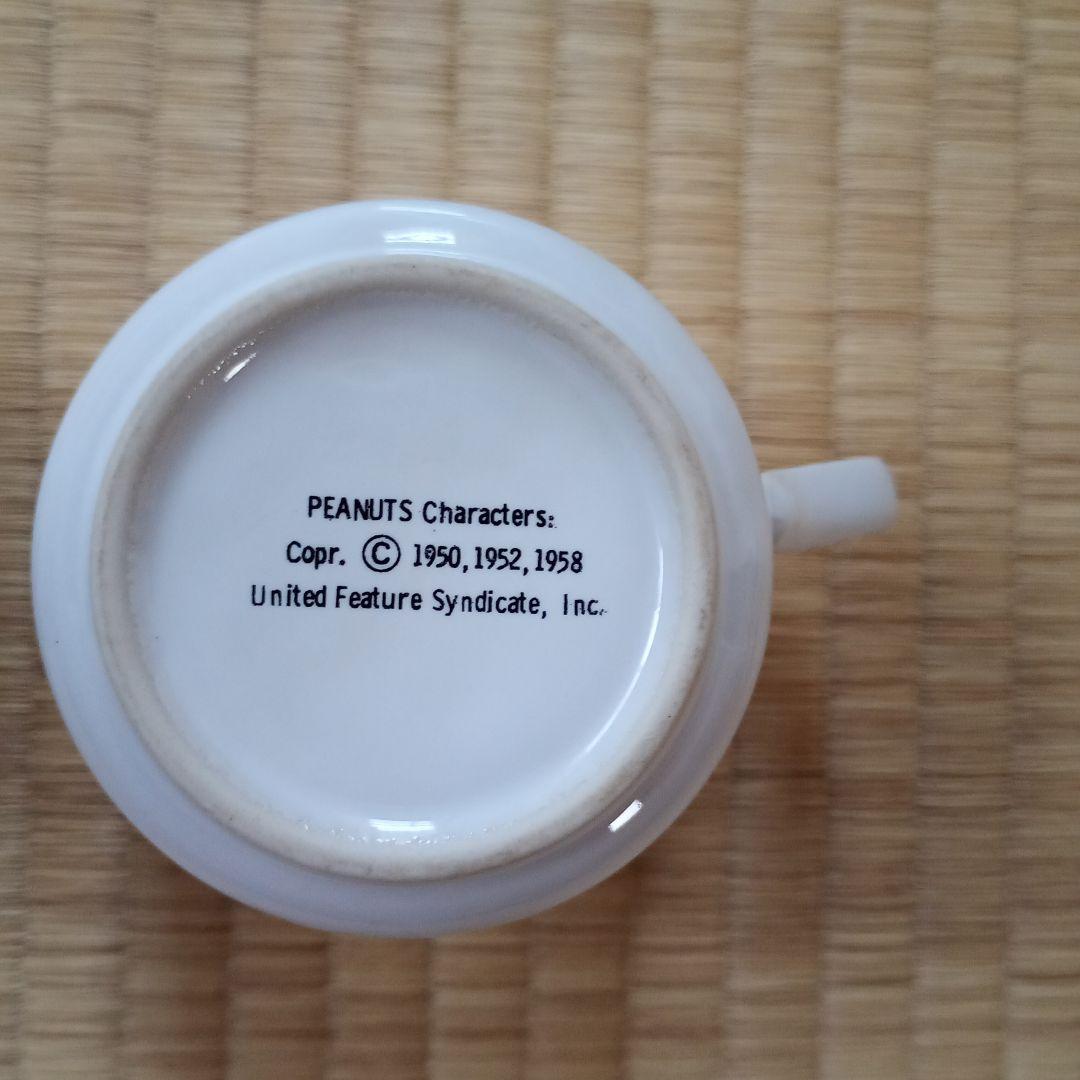 PEANUTS Characters:
Copr. © 1950, 1952, 1958
United Feature Syndicate, Inc.